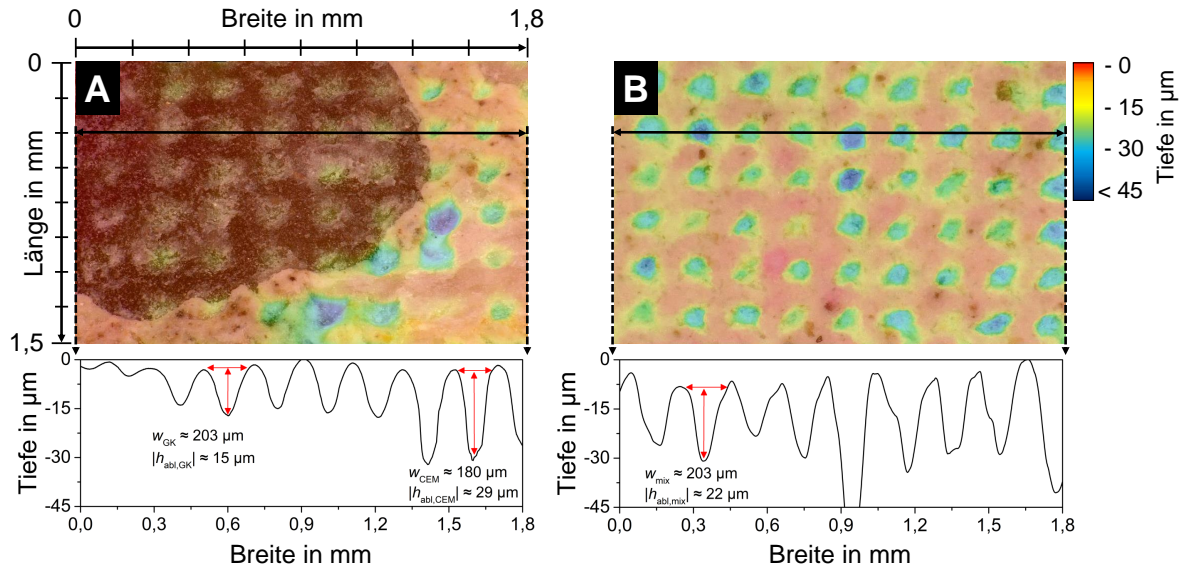 0 Breite in mm 1,8
0
Länge in mm
1,5
A
B
- 0
- 15
- 30
< 45
Tiefe in µm
0
-15
-30
-45
Tiefe in µm
w_GK ≈ 203 µm
|h_abl,GK| ≈ 15 µm
w_CEM ≈ 180 µm
|h_abl,CEM| ≈ 29 µm
0,0 0,3 0,6 0,9 1,2 1,5 1,8
Breite in mm
0
-15
-30
-45
Tiefe in µm
w_mix ≈ 203 µm
|h_abl,mix| ≈ 22 µm
0,0 0,3 0,6 0,9 1,2 1,5 1,8
Breite in mm